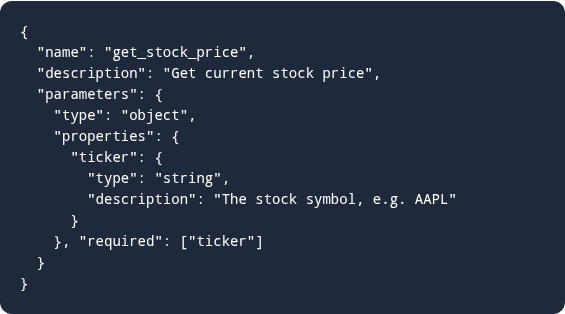 {
  "name": "get_stock_price",
  "description": "Get current stock price",
  "parameters": {
    "type": "object",
    "properties": {
      "ticker": {
        "type": "string",
        "description": "The stock symbol, e.g. AAPL"
      }
    }, "required": ["ticker"]
  }
}